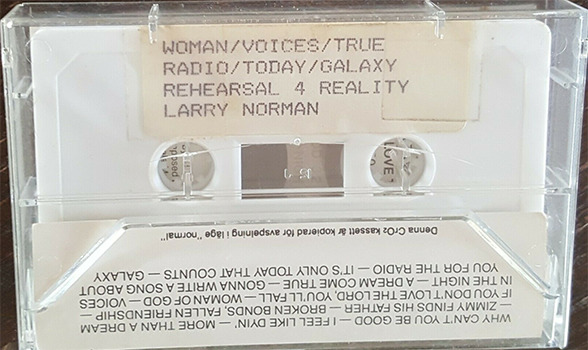 WOMAN/VOICES/TRUE
RADIO/TODAY/GALAXY
REHEARSAL 4 REALITY
LARRY NORMAN
omposed,
LOVE
WHY CAN'T YOU BE GOOD — I FEEL LIKE DYIN' — MORE THAN A DREAM
ZIMMY FINDS HIS FATHER — BROKEN BONDS, FALLEN FRIENDSHIP —
IF YOU DON'T LOVE THE LORD, YOU'LL FALL — WOMAN OF GOD — VOICES
IN THE NIGHT — A DREAM COME TRUE — GONNA WRITE A SONG ABOUT
YOU FOR THE RADIO — IT'S ONLY TODAY THAT COUNTS — GALAXY
Denna CrO₂ kassett är kopierad för avspelning i läge "normal"